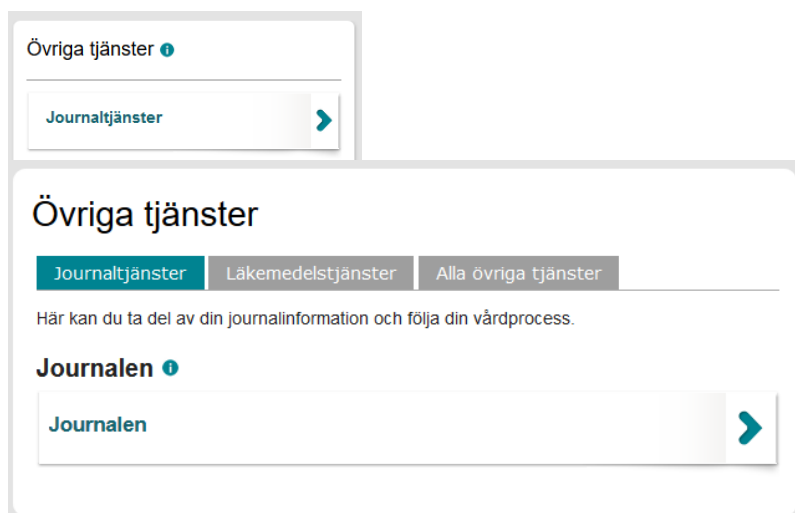 Övriga tjänster
Journaltjänster
Övriga tjänster
Journaltjänster Läkemedelstjänster Alla övriga tjänster
Här kan du ta del av din journalinformation och följa din vårdprocess.
Journalen
Journalen